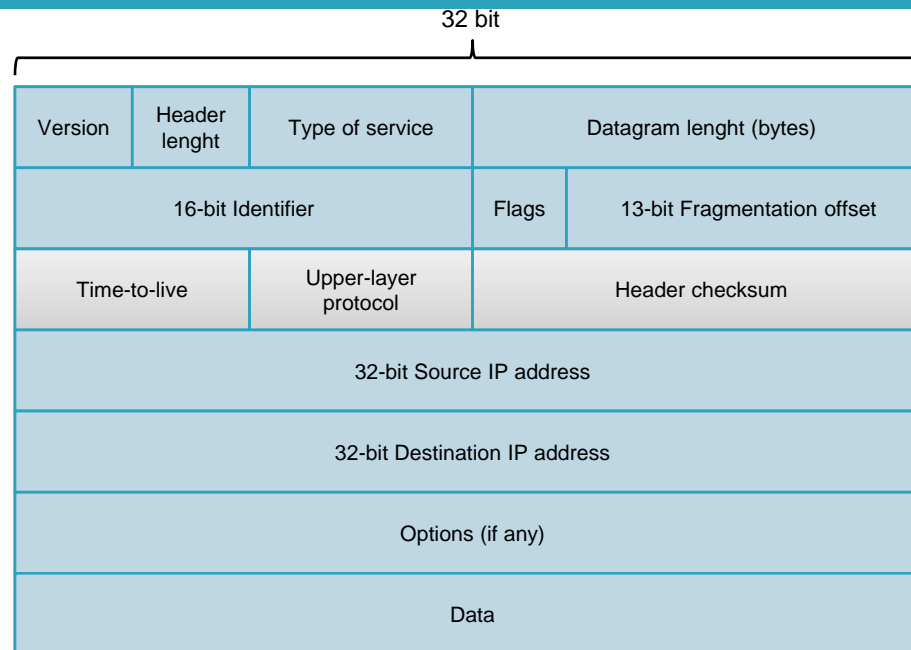 32 bit
Version
Header
lenght
Type of service
Datagram lenght (bytes)
16-bit Identifier
Flags
13-bit Fragmentation offset
Time-to-live
Upper-layer
protocol
Header checksum
32-bit Source IP address
32-bit Destination IP address
Options (if any)
Data